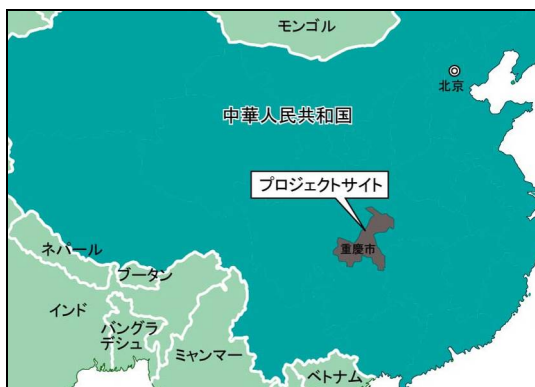 モンゴル
北京
中華人民共和国
プロジェクトサイト
重慶市
ネパール
ブータン
インド
バングラ
デシュ
ミャンマー
ベトナム